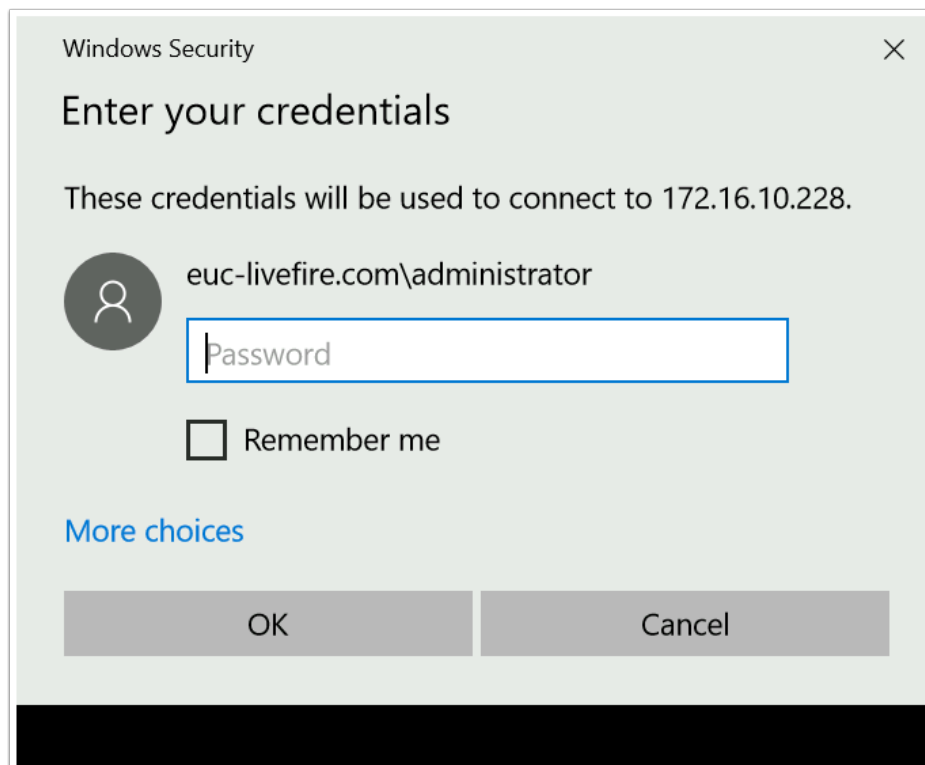 Windows Security
Enter your credentials
These credentials will be used to connect to 172.16.10.228.
euc-livefire.com\administrator
Password
Remember me
More choices
OK
Cancel